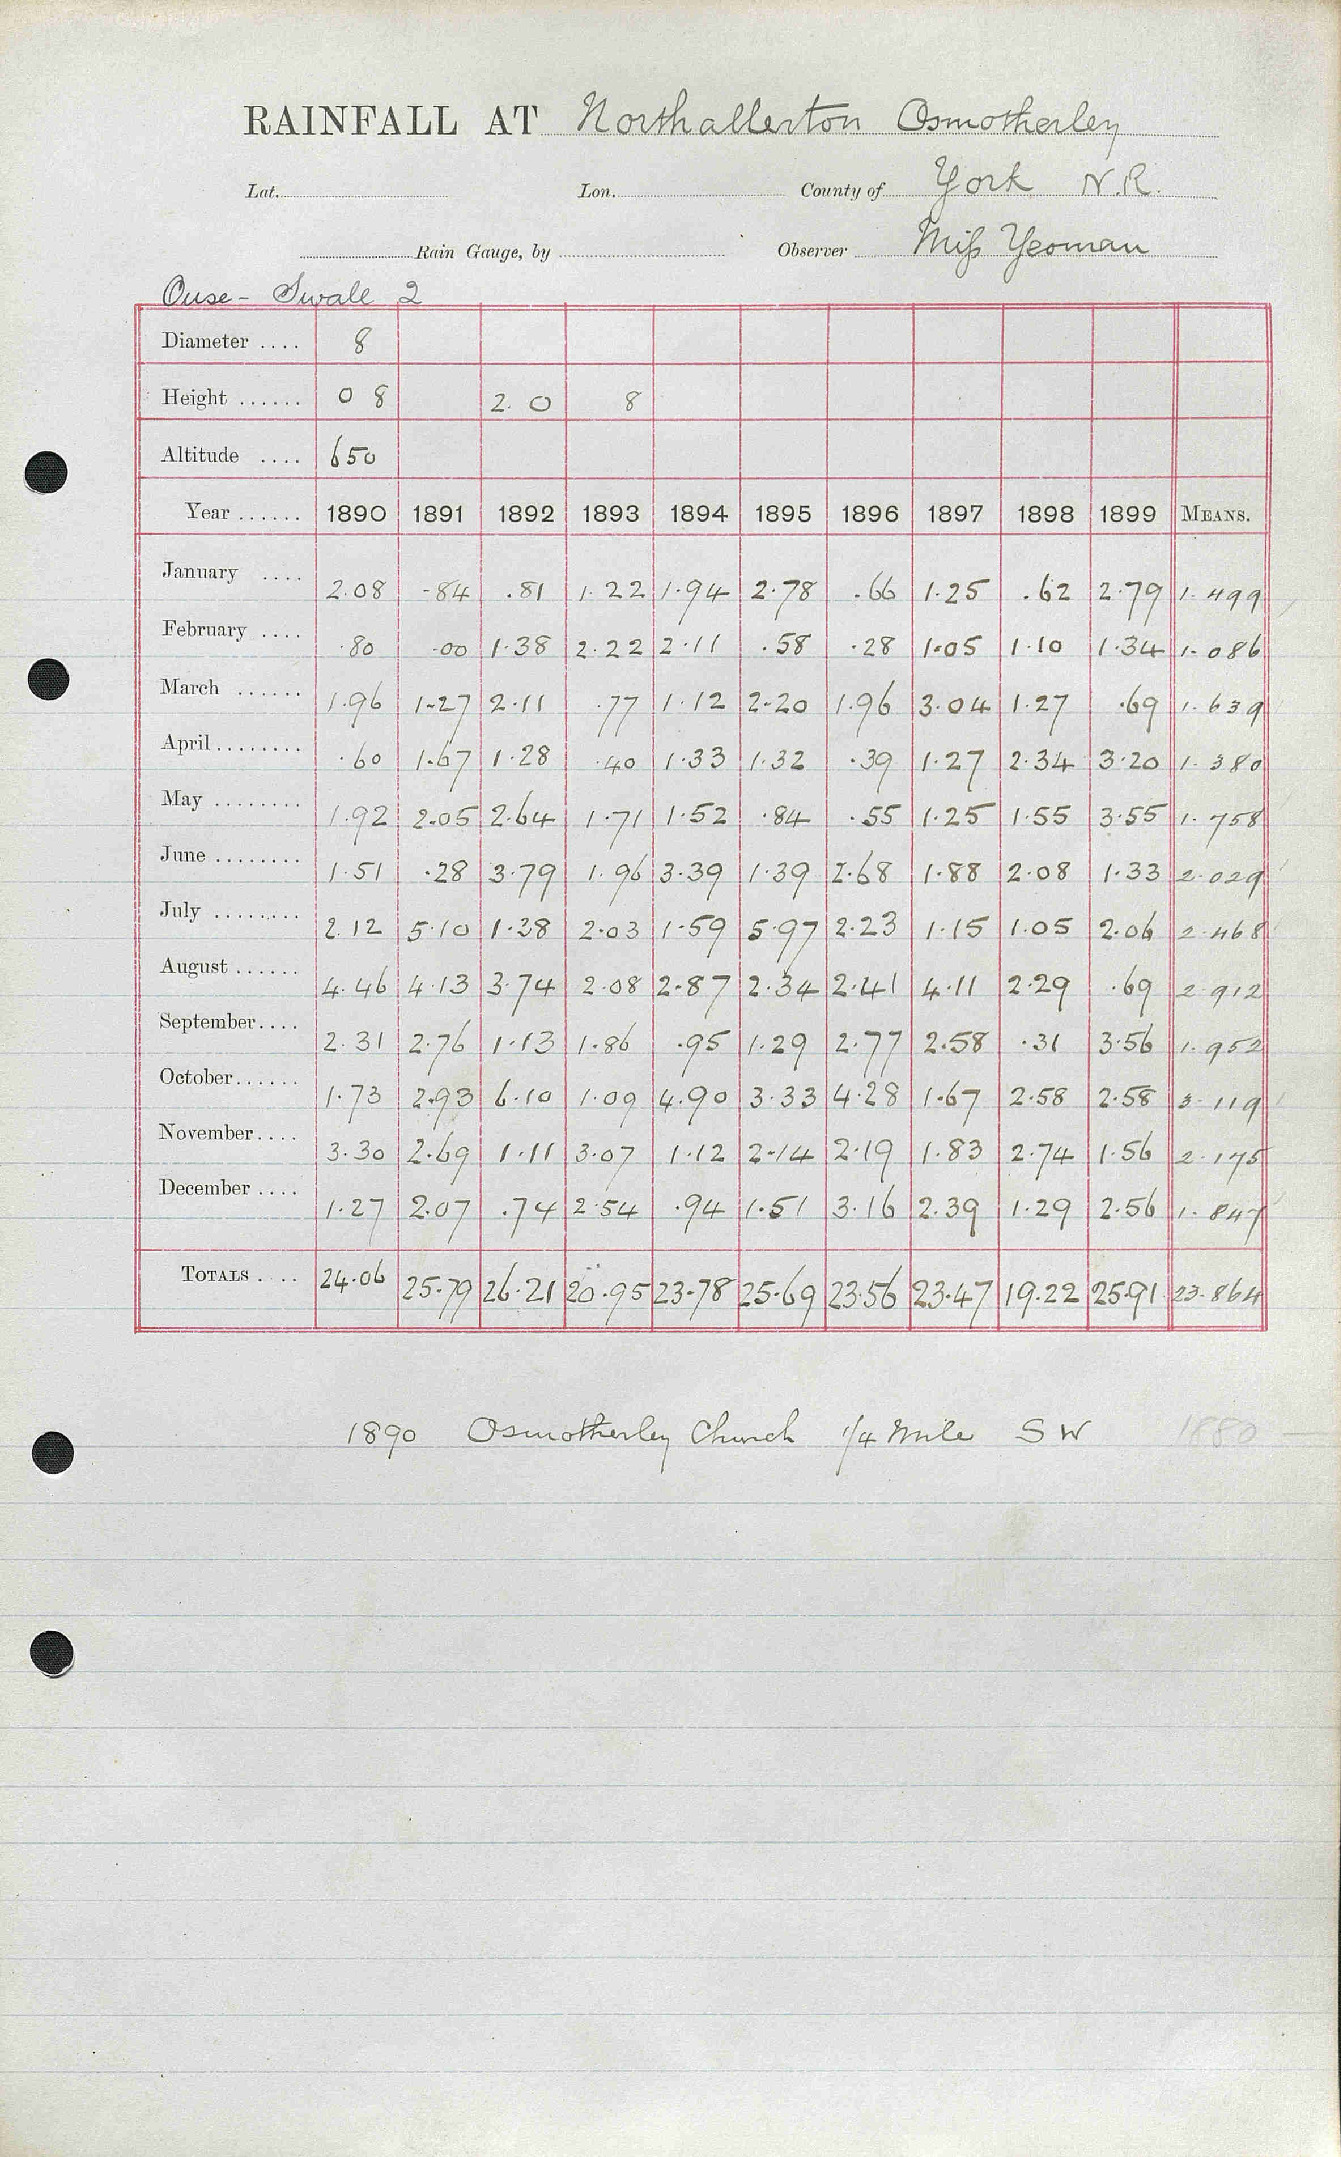 RAINFALL AT Northallerton Osmotherley
Lat. Lon. County of York N.R.
Rain Gauge, by Observer Miss Yeoman
Ouse - Swale 2
Diameter .... 8
Height ...... 0 8 2. 0 8
Altitude .... 650
Year ...... 1890 1891 1892 1893 1894 1895 1896 1897 1898 1899 MEANS.
January .... 2.08 .84 .81 1.22 1.94 2.78 .66 1.25 .62 2.79 1.499
February .... .80 .00 1.38 2.22 2.11 .58 .28 1.05 1.10 1.34 1.086
March ...... 1.96 1.27 2.11 .77 1.12 2.20 1.96 3.04 1.27 .69 1.639
April ........ .60 1.67 1.28 .40 1.33 1.32 .39 1.27 2.34 3.20 1.380
May ........ 1.92 2.05 2.64 1.71 1.52 .84 .55 1.25 1.55 3.55 1.758
June ........ 1.51 .28 3.79 1.96 3.39 1.39 2.68 1.88 2.08 1.33 2.029
July ........ 2.12 5.10 1.38 2.03 1.59 5.97 2.23 1.15 1.05 2.06 2.468
August ...... 4.46 4.13 3.74 2.08 2.87 2.34 2.41 4.11 2.29 .69 2.912
September .... 2.31 2.76 1.13 1.86 .95 1.29 2.77 2.58 .31 3.56 1.952
October ...... 1.73 2.93 6.10 1.09 4.90 3.33 4.28 1.67 2.58 2.58 3.119
November .... 3.30 2.69 1.11 3.07 1.12 2.14 2.19 1.83 2.74 1.56 2.175
December .... 1.27 2.07 .74 2.54 .94 1.51 3.16 2.39 1.29 2.56 1.847
TOTALS .... 24.06 25.79 26.21 20.95 23.78 25.69 23.56 23.47 19.22 25.91 23.864
1890 Osmotherley Church 1/4 Mile S W 1880